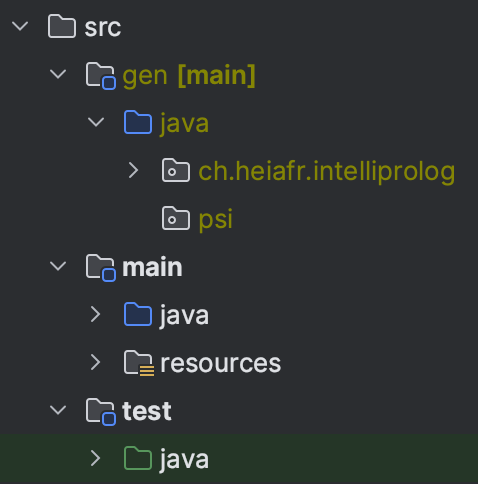 src
gen [main]
java
ch.heiafr.intelliprolog
psi
main
java
resources
test
java